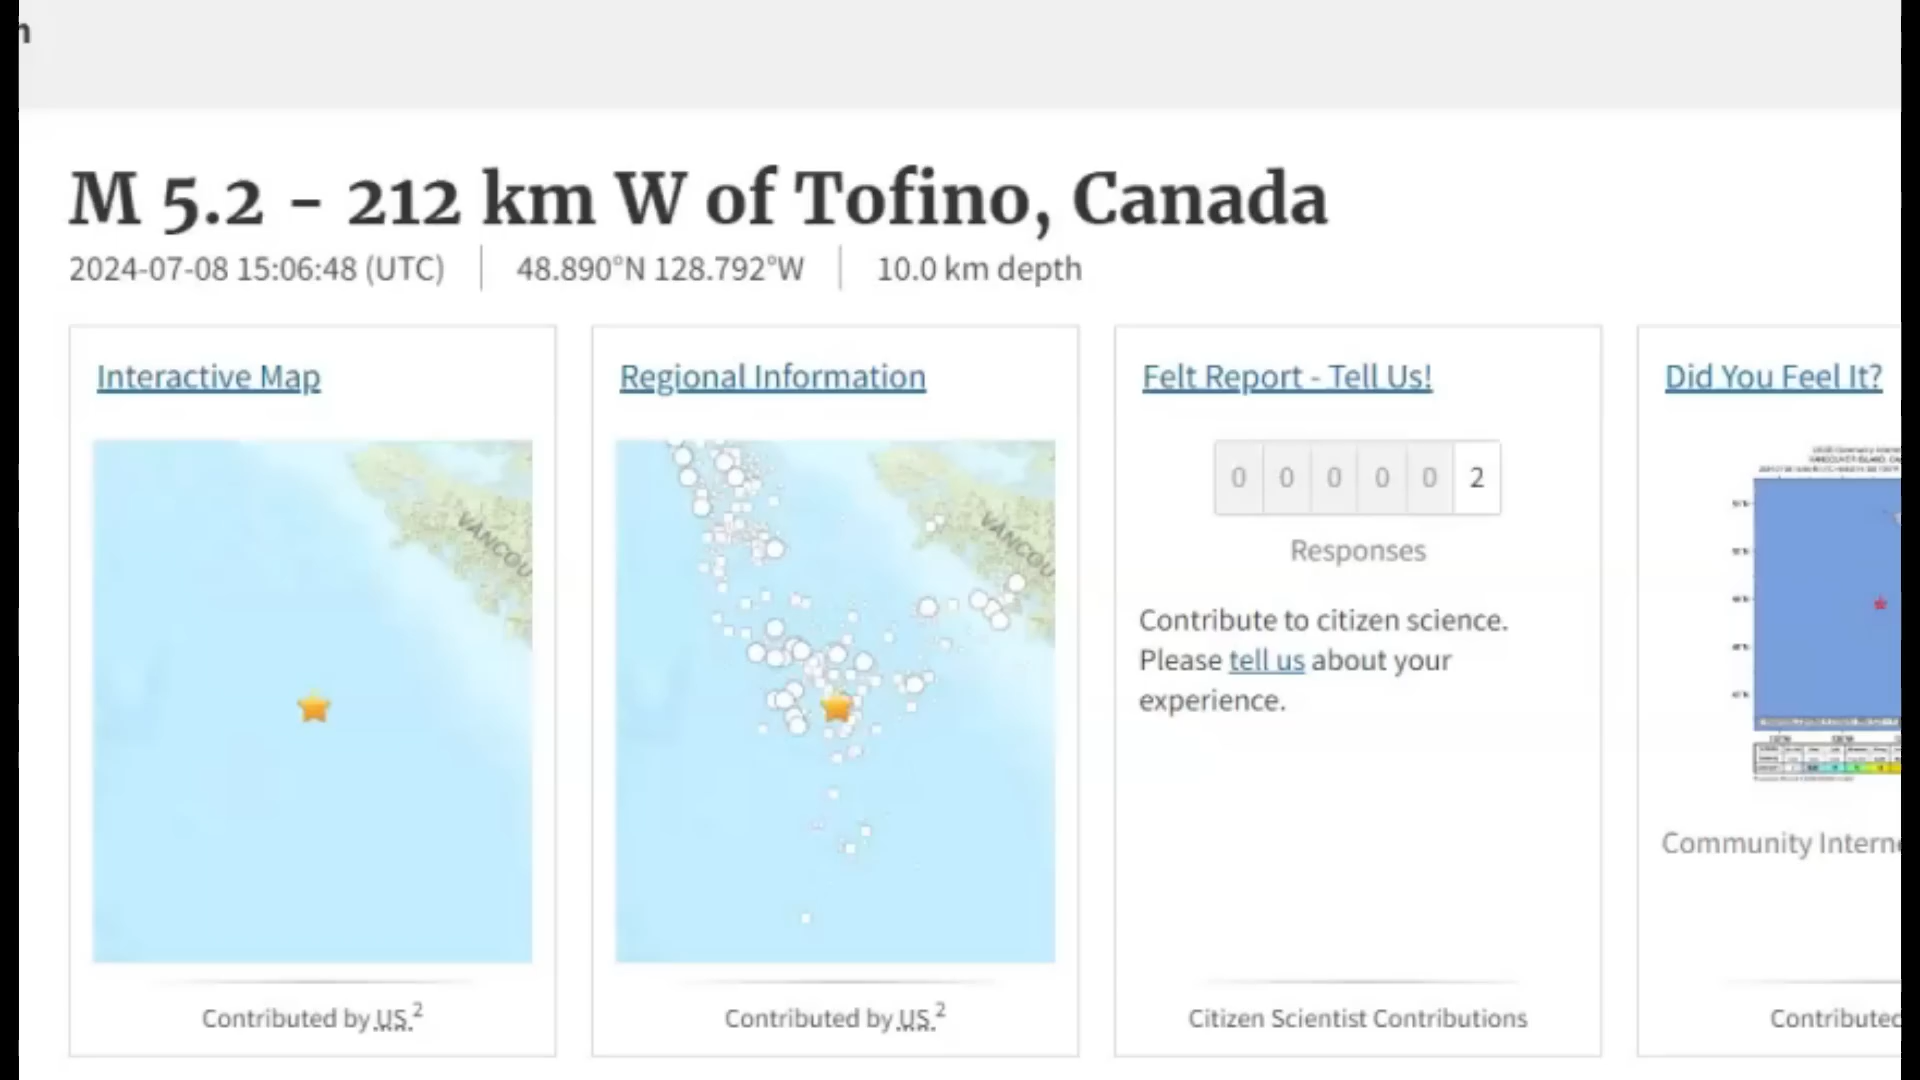 M 5.2 - 212 km W of Tofino, Canada
2024-07-08 15:06:48 (UTC)
48.890°N 128.792°W
10.0 km depth
Interactive Map
VANCOU
Contributed by US.2
Regional Information
VANCOU
Contributed by US.2
Felt Report - Tell Us!
0 0 0 0 0 2
Responses
Contribute to citizen science.
Please tell us about your
experience.
Citizen Scientist Contributions
Did You Feel It?
Community Intern
Contributed